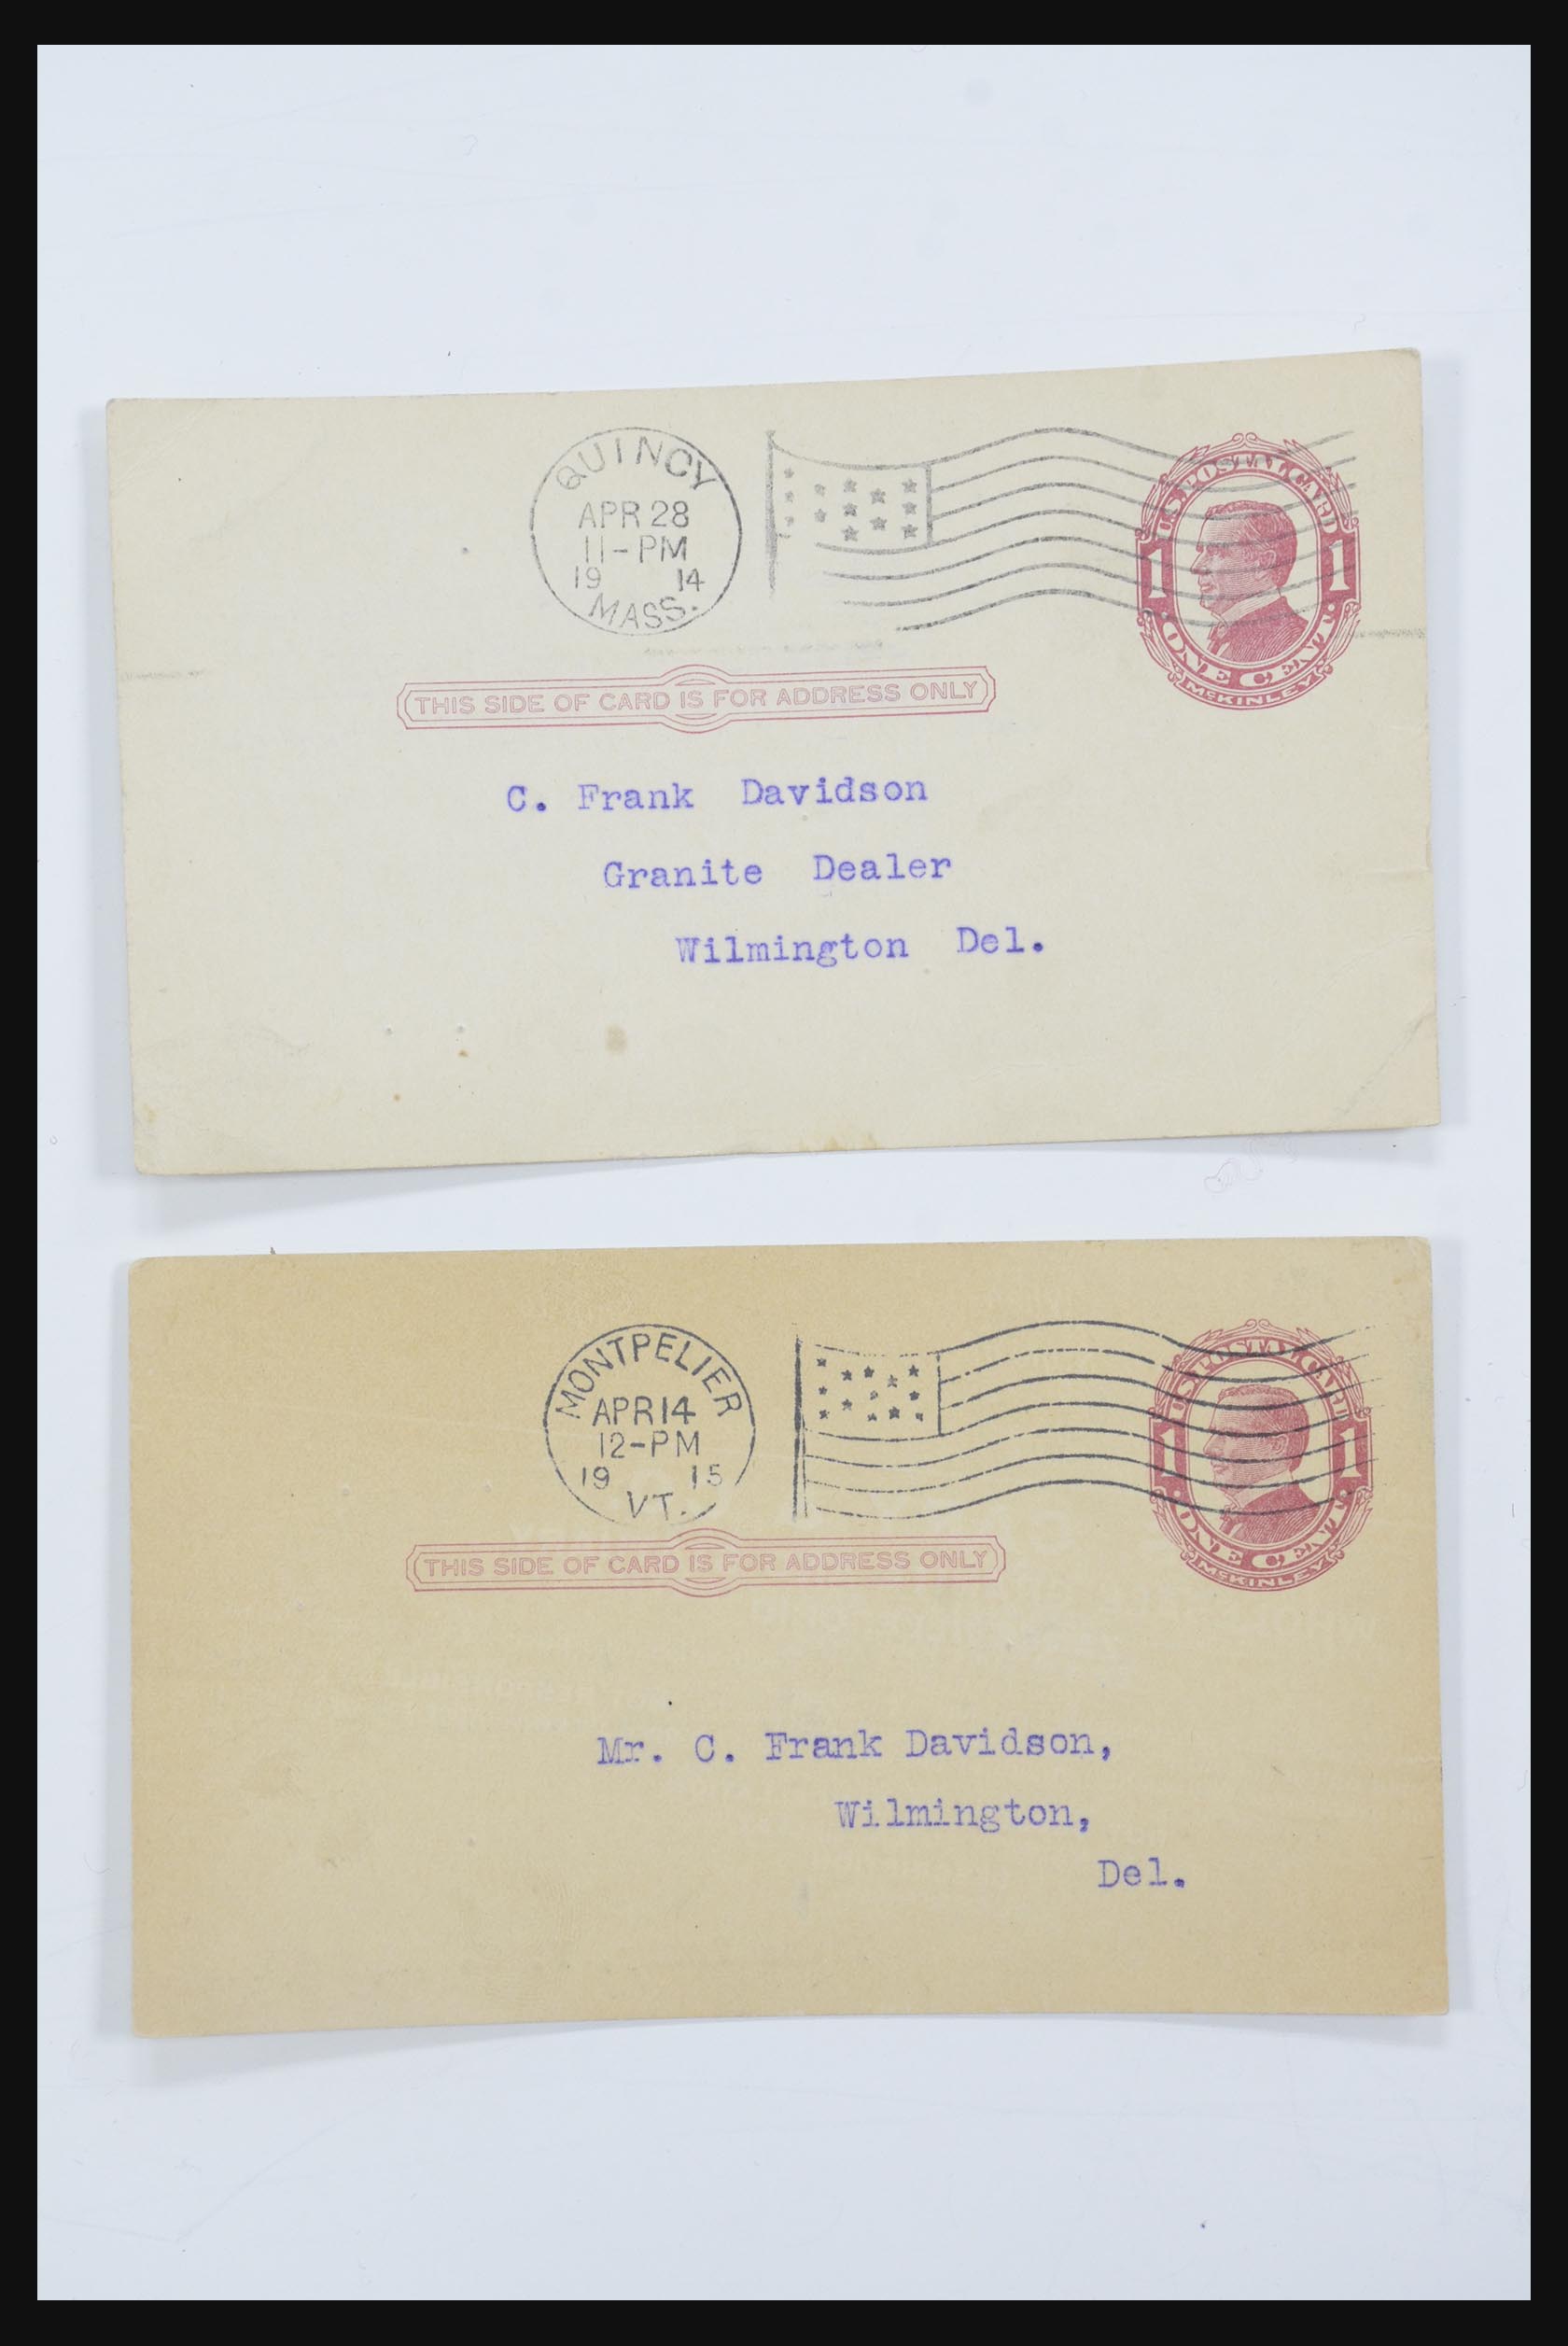 QUINCY
APR 28
11-PM
19 14
MASS.
U.S. POSTAL CARD
1 1
· ONE CENT ·
McKINLEY
THIS SIDE OF CARD IS FOR ADDRESS ONLY
C. Frank Davidson
Granite Dealer
Wilmington Del.
MONTPELIER
APR 14
12-PM
19 15
VT.
U.S. POSTAL CARD
1 1
· ONE CENT ·
McKINLEY
THIS SIDE OF CARD IS FOR ADDRESS ONLY
Mr. C. Frank Davidson,
Wilmington,
Del.